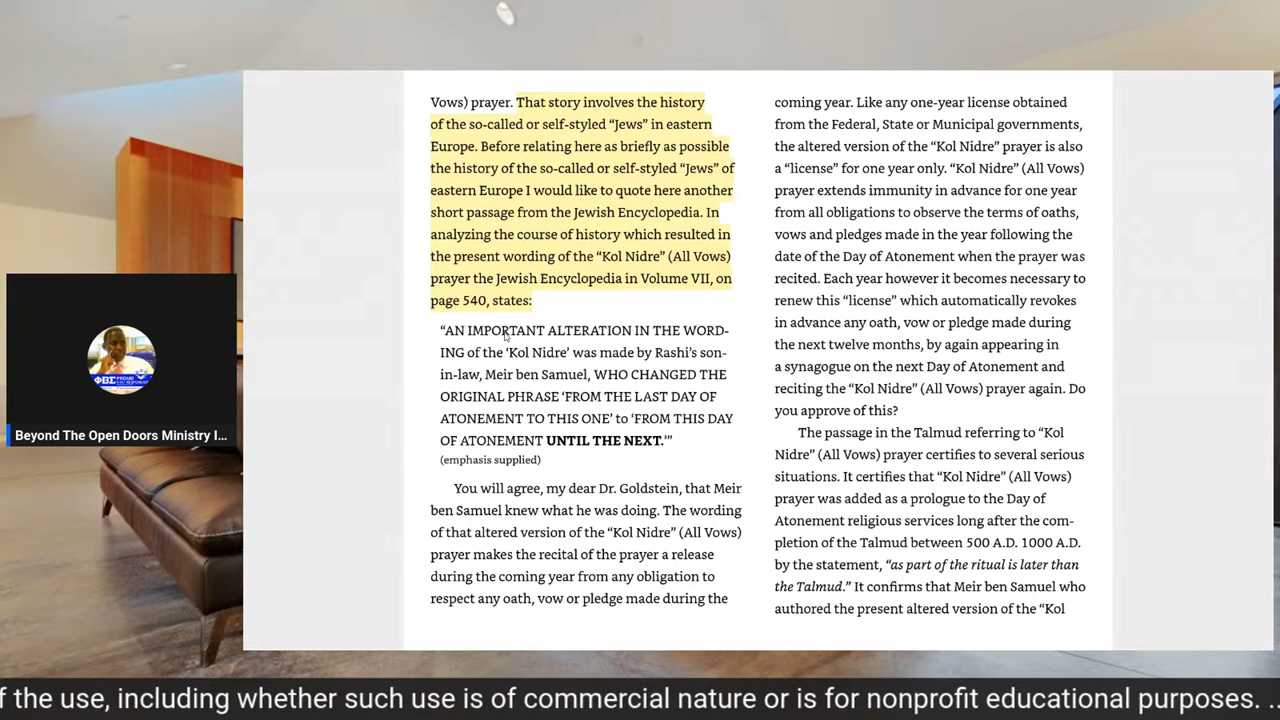 Vows) prayer. That story involves the history
of the so-called or self-styled “Jews” in eastern
Europe. Before relating here as briefly as possible
the history of the so-called or self-styled “Jews” of
eastern Europe I would like to quote here another
short passage from the Jewish Encyclopedia. In
analyzing the course of history which resulted in
the present wording of the “Kol Nidre” (All Vows)
prayer the Jewish Encyclopedia in Volume VII, on
page 540, states:
“AN IMPORTANT ALTERATION IN THE WORD-
ING of the ‘Kol Nidre’ was made by Rashi’s son-
in-law, Meir ben Samuel, WHO CHANGED THE
ORIGINAL PHRASE ‘FROM THE LAST DAY OF
ATONEMENT TO THIS ONE’ to ‘FROM THIS DAY
OF ATONEMENT UNTIL THE NEXT.’”
(emphasis supplied)
You will agree, my dear Dr. Goldstein, that Meir
ben Samuel knew what he was doing. The wording
of that altered version of the “Kol Nidre” (All Vows)
prayer makes the recital of the prayer a release
during the coming year from any obligation to
respect any oath, vow or pledge made during the
coming year. Like any one-year license obtained
from the Federal, State or Municipal governments,
the altered version of the “Kol Nidre” prayer is also
a “license” for one year only. “Kol Nidre” (All Vows)
prayer extends immunity in advance for one year
from all obligations to observe the terms of oaths,
vows and pledges made in the year following the
date of the Day of Atonement when the prayer was
recited. Each year however it becomes necessary to
renew this “license” which automatically revokes
in advance any oath, vow or pledge made during
the next twelve months, by again appearing in
a synagogue on the next Day of Atonement and
reciting the “Kol Nidre” (All Vows) prayer again. Do
you approve of this?
The passage in the Talmud referring to “Kol
Nidre” (All Vows) prayer certifies to several serious
situations. It certifies that “Kol Nidre” (All Vows)
prayer was added as a prologue to the Day of
Atonement religious services long after the com-
pletion of the Talmud between 500 A.D. 1000 A.D.
by the statement, “as part of the ritual is later than
the Talmud.” It confirms that Meir ben Samuel who
authored the present altered version of the “Kol
ΦΒΣ PROUD
Beyond The Open Doors Ministry I...
f the use, including whether such use is of commercial nature or is for nonprofit educational purposes. ..